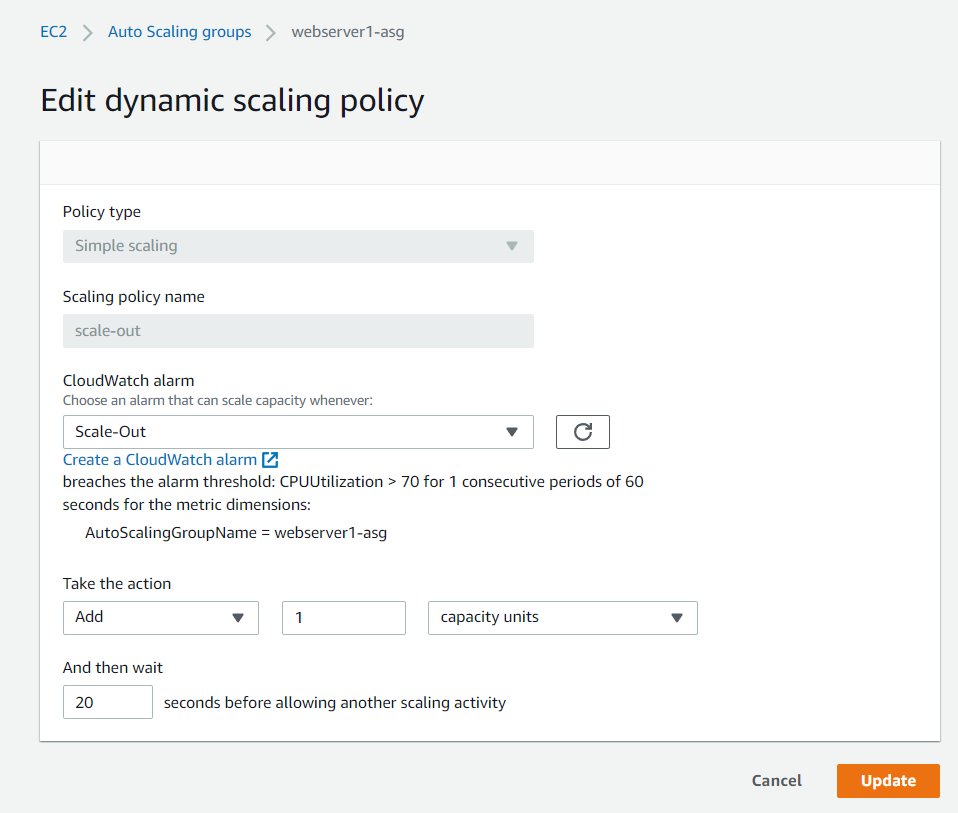 EC2 Auto Scaling groups webserver1-asg
Edit dynamic scaling policy
Policy type
Simple scaling
Scaling policy name
scale-out
CloudWatch alarm
Choose an alarm that can scale capacity whenever:
Scale-Out
Create a CloudWatch alarm
breaches the alarm threshold: CPUUtilization > 70 for 1 consecutive periods of 60
seconds for the metric dimensions:
AutoScalingGroupName = webserver1-asg
Take the action
Add 1 capacity units
And then wait
20 seconds before allowing another scaling activity
Cancel Update